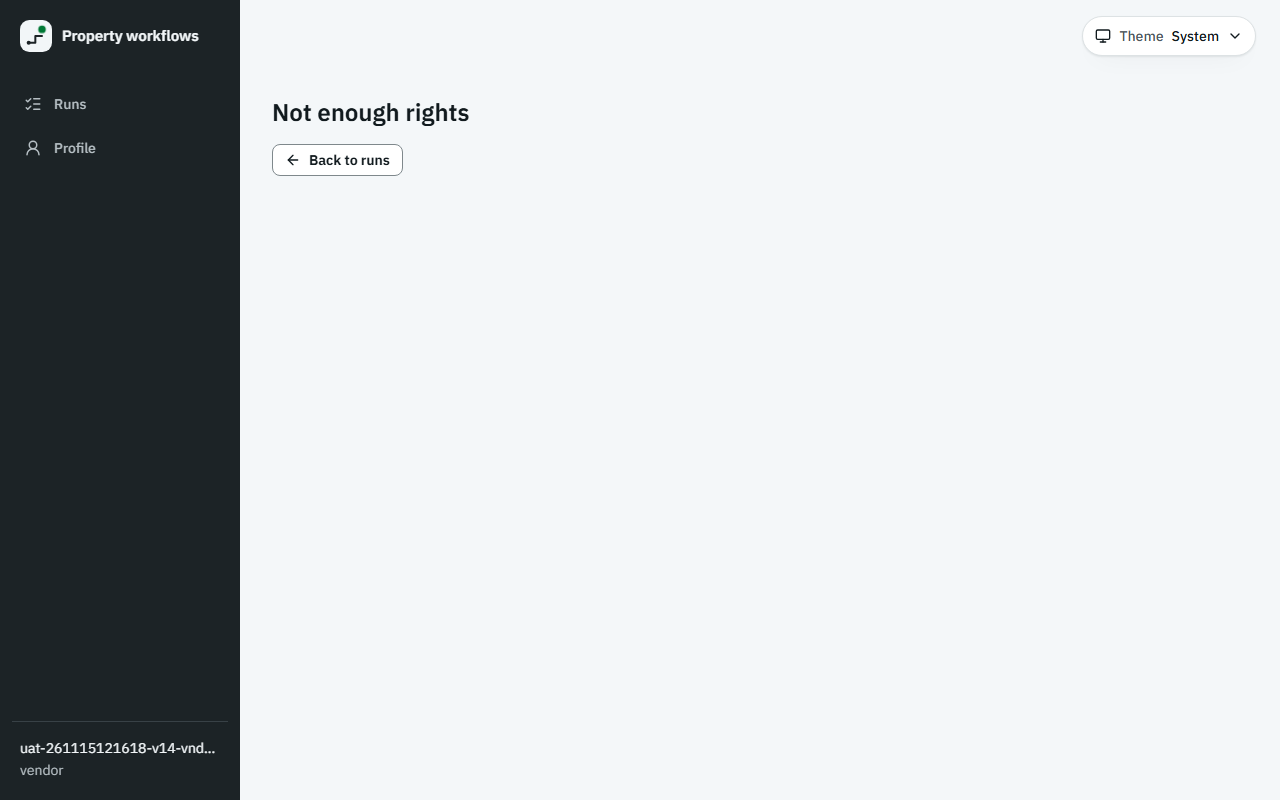 Property workflows
Theme System
Runs
Profile
Not enough rights
Back to runs
uat-261115121618-v14-vnd...
vendor